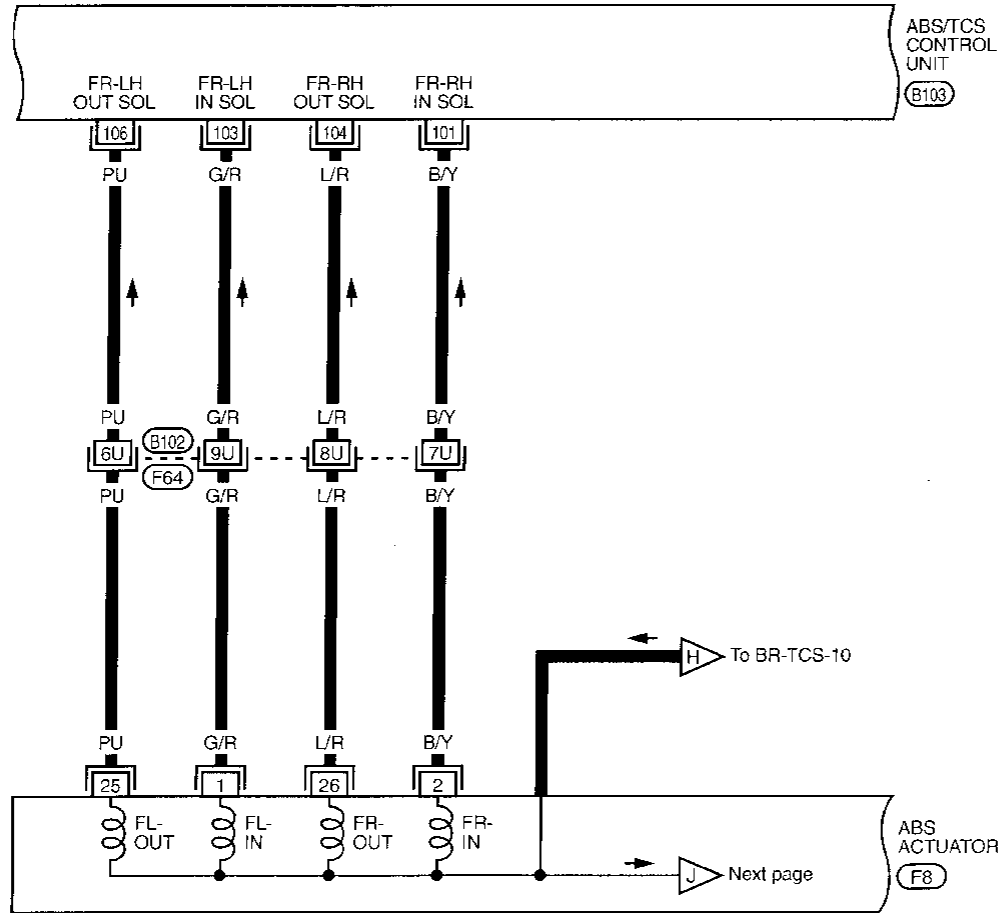 ABS/TCS
CONTROL
UNIT
B103
FR-LH
OUT SOL
FR-LH
IN SOL
FR-RH
OUT SOL
FR-RH
IN SOL
106
103
104
101
PU
G/R
L/R
B/Y
PU
G/R
L/R
B/Y
6U
B102
9U
8U
7U
F64
PU
G/R
L/R
B/Y
H
To BR-TCS-10
PU
G/R
L/R
B/Y
25
1
26
2
FL-
OUT
FL-
IN
FR-
OUT
FR-
IN
ABS
ACTUATOR
F8
J
Next page